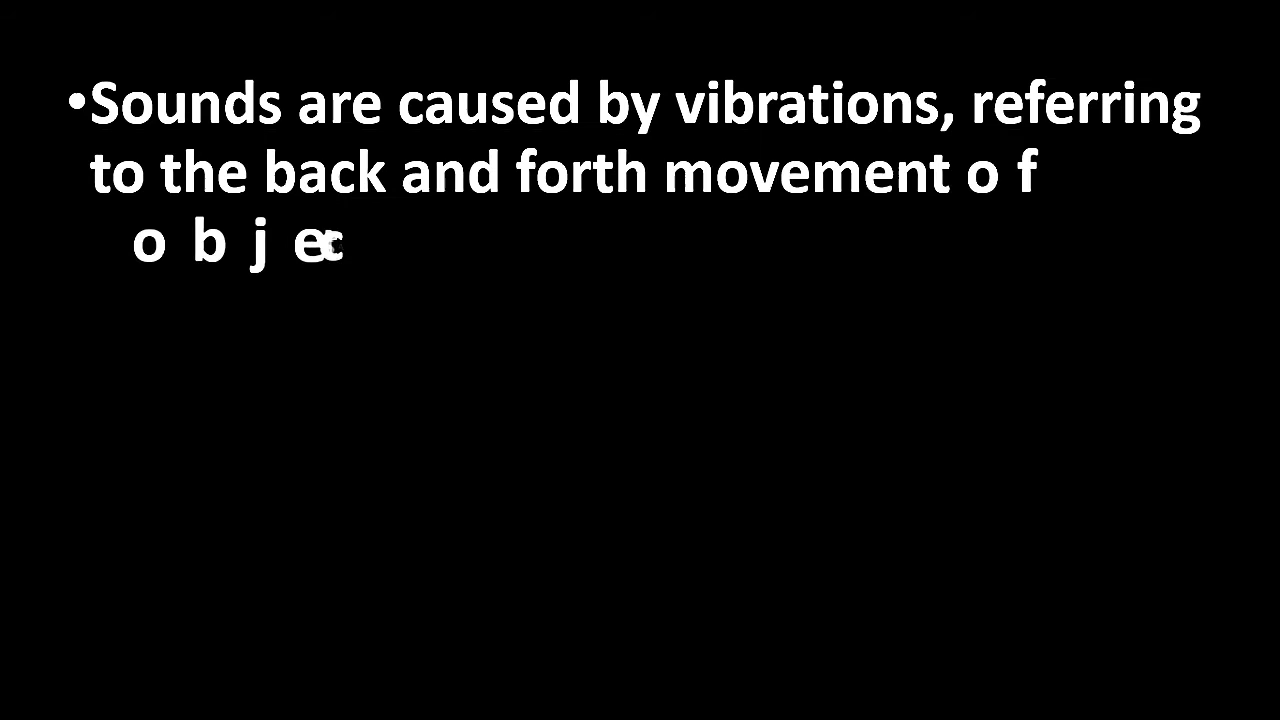 •Sounds are caused by vibrations, referring
to the back and forth movement o f
o b j e c